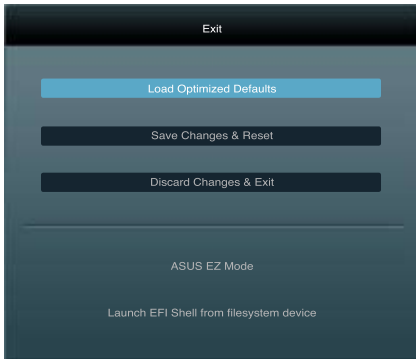 Exit
Load Optimized Defaults
Save Changes & Reset
Discard Changes & Exit
ASUS EZ Mode
Launch EFI Shell from filesystem device